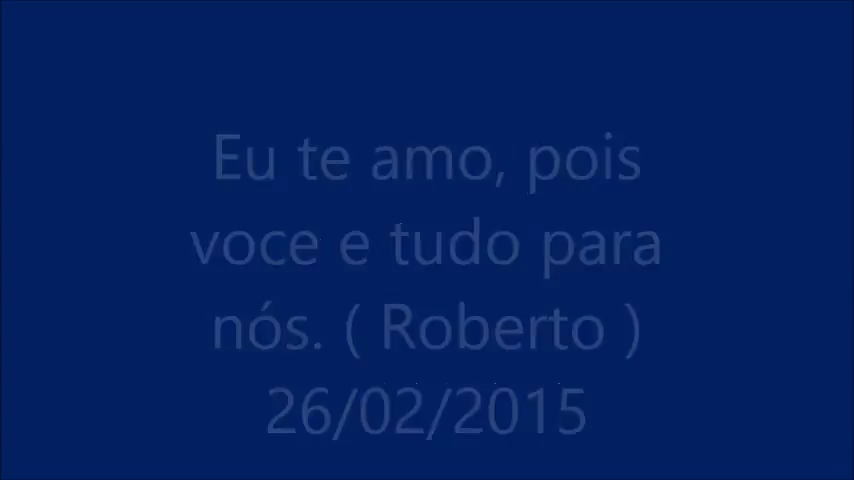 Eu te amo, pois
voce e tudo para
nós. ( Roberto )
26/02/2015